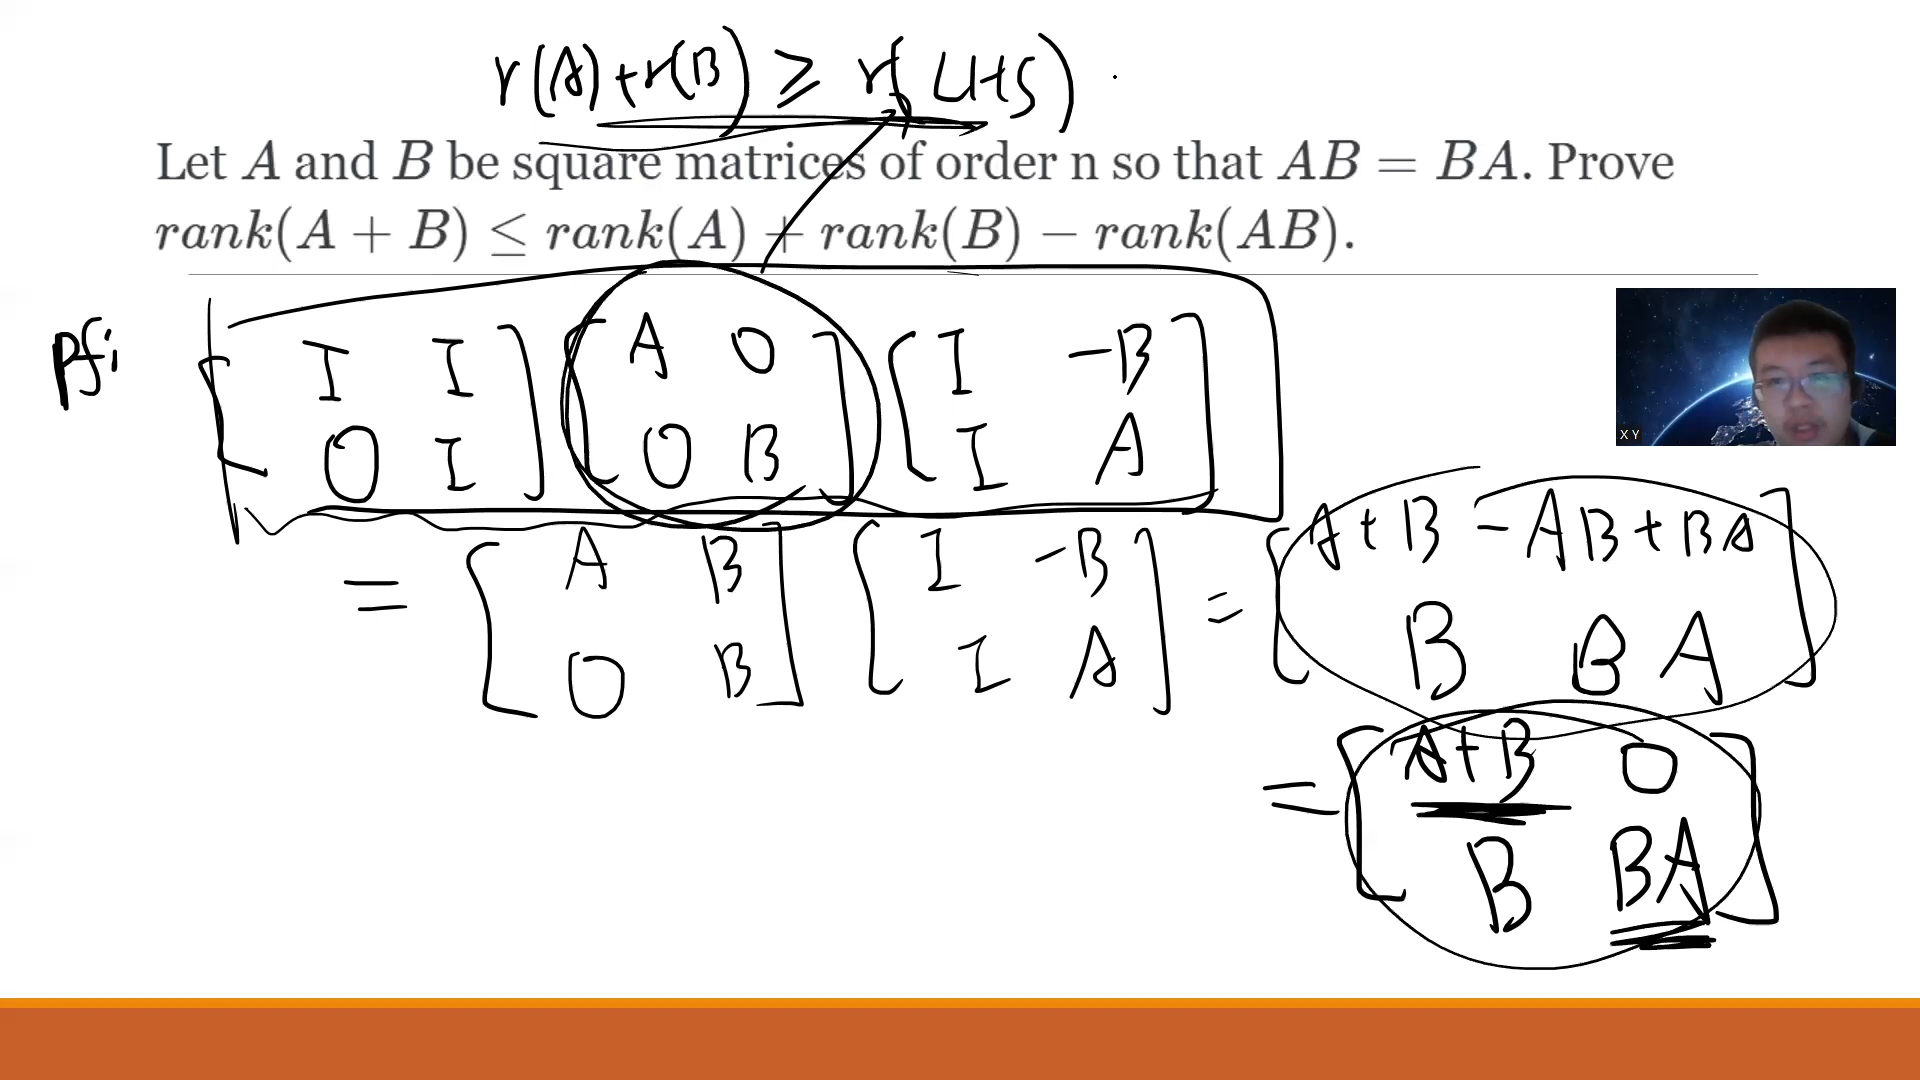 r(A)+r(B) ≥ r(LHS) .
Let A and B be square matrices of order n so that AB = BA. Prove
rank(A + B) ≤ rank(A) + rank(B) − rank(AB).
pf:
[I I; O I] [A O; O B] [I −B; I A]
= [A B; O B] [I −B; I A] = [A+B −AB+BA; B BA]
= [A+B O; B BA]
X Y